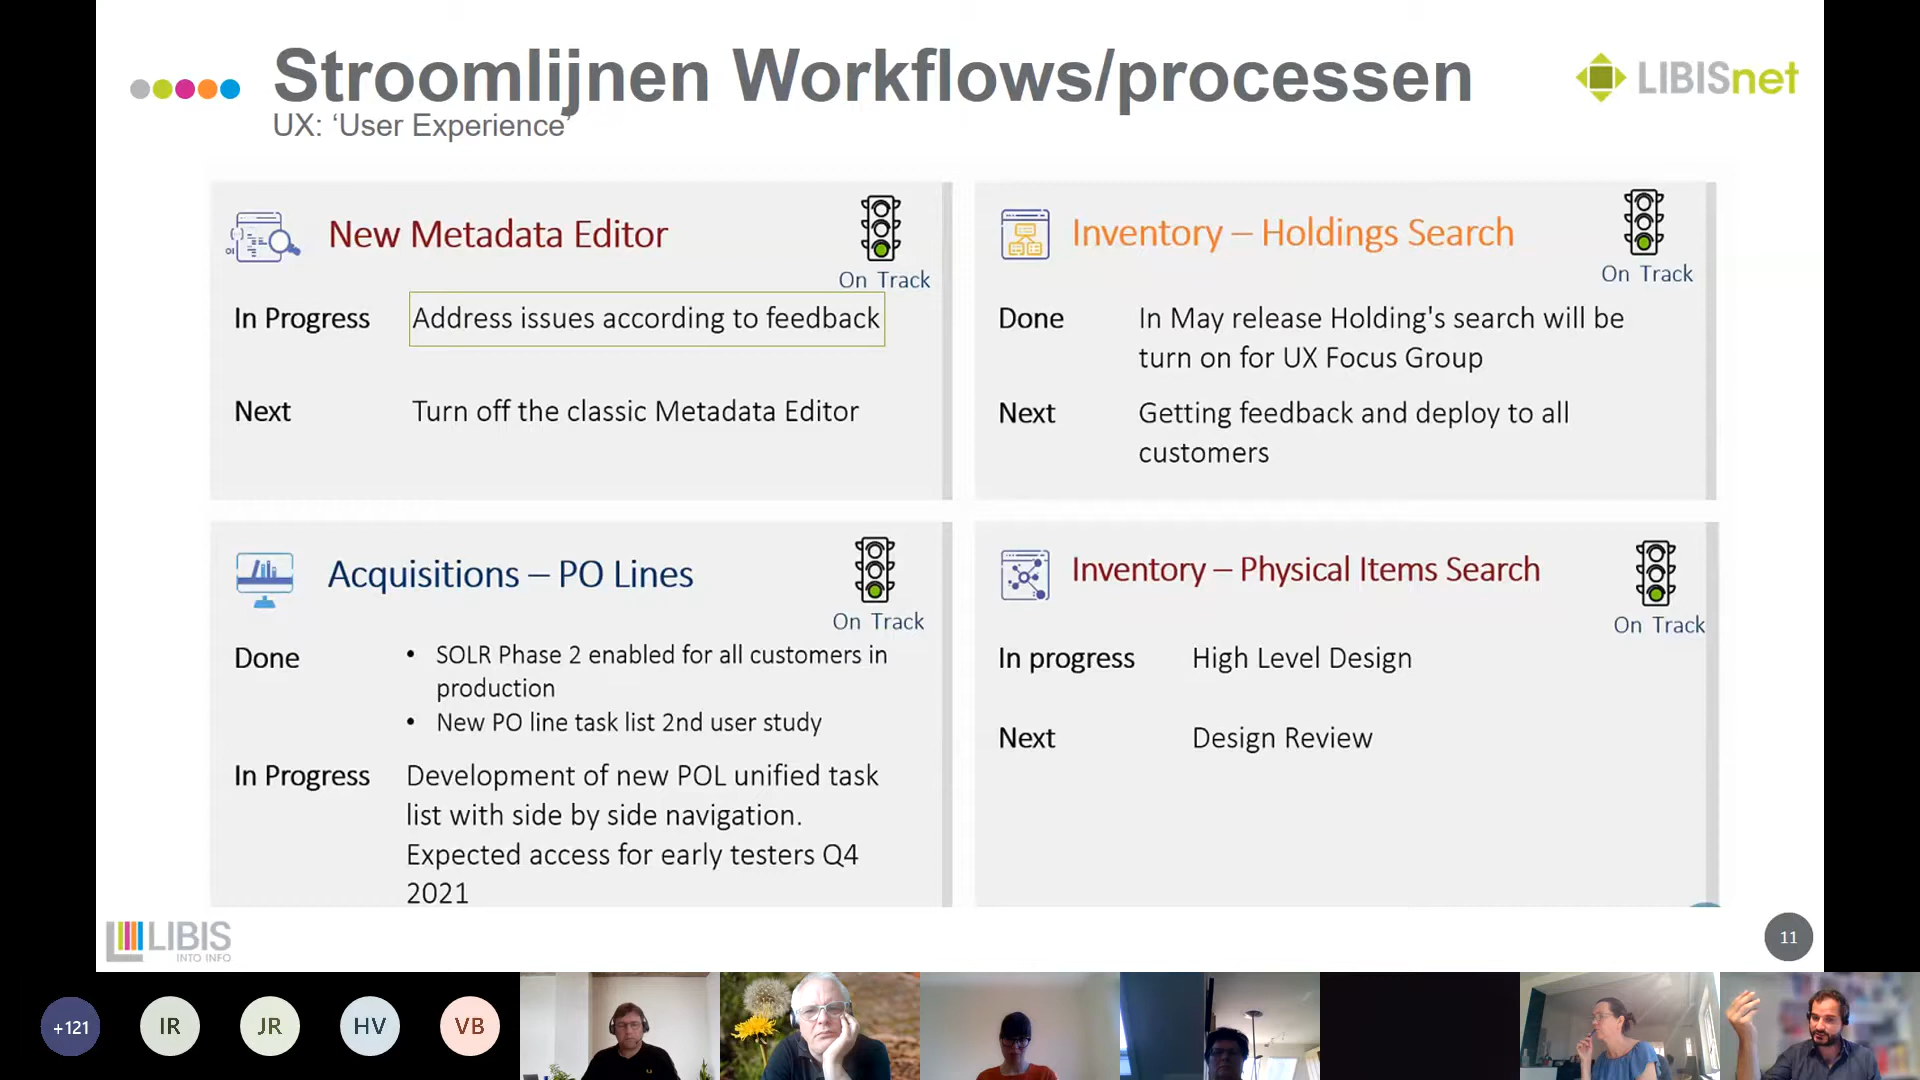 Stroomlijnen Workflows/processen
UX: ‘User Experience’
LIBISnet
New Metadata Editor
On Track
In Progress Address issues according to feedback
Next Turn off the classic Metadata Editor
Inventory – Holdings Search
On Track
Done In May release Holding's search will be
turn on for UX Focus Group
Next Getting feedback and deploy to all
customers
Acquisitions – PO Lines
On Track
Done • SOLR Phase 2 enabled for all customers in
production
• New PO line task list 2nd user study
In Progress Development of new POL unified task
list with side by side navigation.
Expected access for early testers Q4
2021
Inventory – Physical Items Search
On Track
In progress High Level Design
Next Design Review
LIBIS
INTO INFO
11
+121
IR
JR
HV
VB